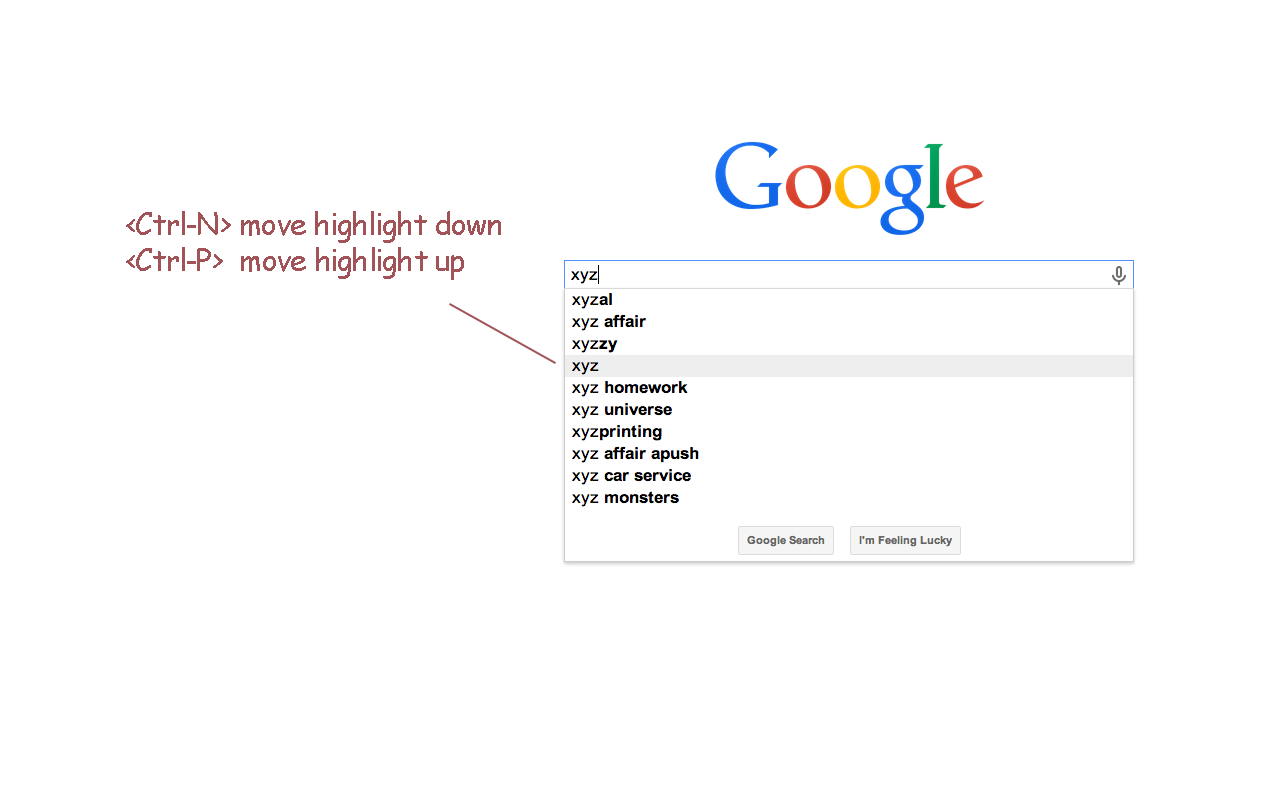 Google
<Ctrl-N> move highlight down
<Ctrl-P> move highlight up
xyz
xyzal
xyz affair
xyzzy
xyz
xyz homework
xyz universe
xyzprinting
xyz affair apush
xyz car service
xyz monsters
Google Search
I'm Feeling Lucky